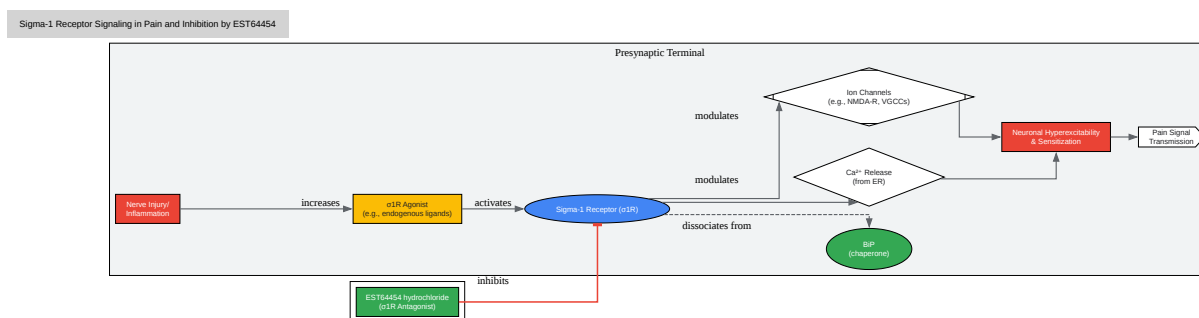 Sigma-1 Receptor Signaling in Pain and Inhibition by EST64454
Presynaptic Terminal
Ion Channels
(e.g., NMDA-R, VGCCs)
modulates
Neuronal Hyperexcitability
& Sensitization
Pain Signal
Transmission
Ca²⁺ Release
(from ER)
modulates
Nerve Injury/
Inflammation
increases
σ1R Agonist
(e.g., endogenous ligands)
activates
Sigma-1 Receptor (σ1R)
dissociates from
BiP
(chaperone)
inhibits
EST64454 hydrochloride
(σ1R Antagonist)